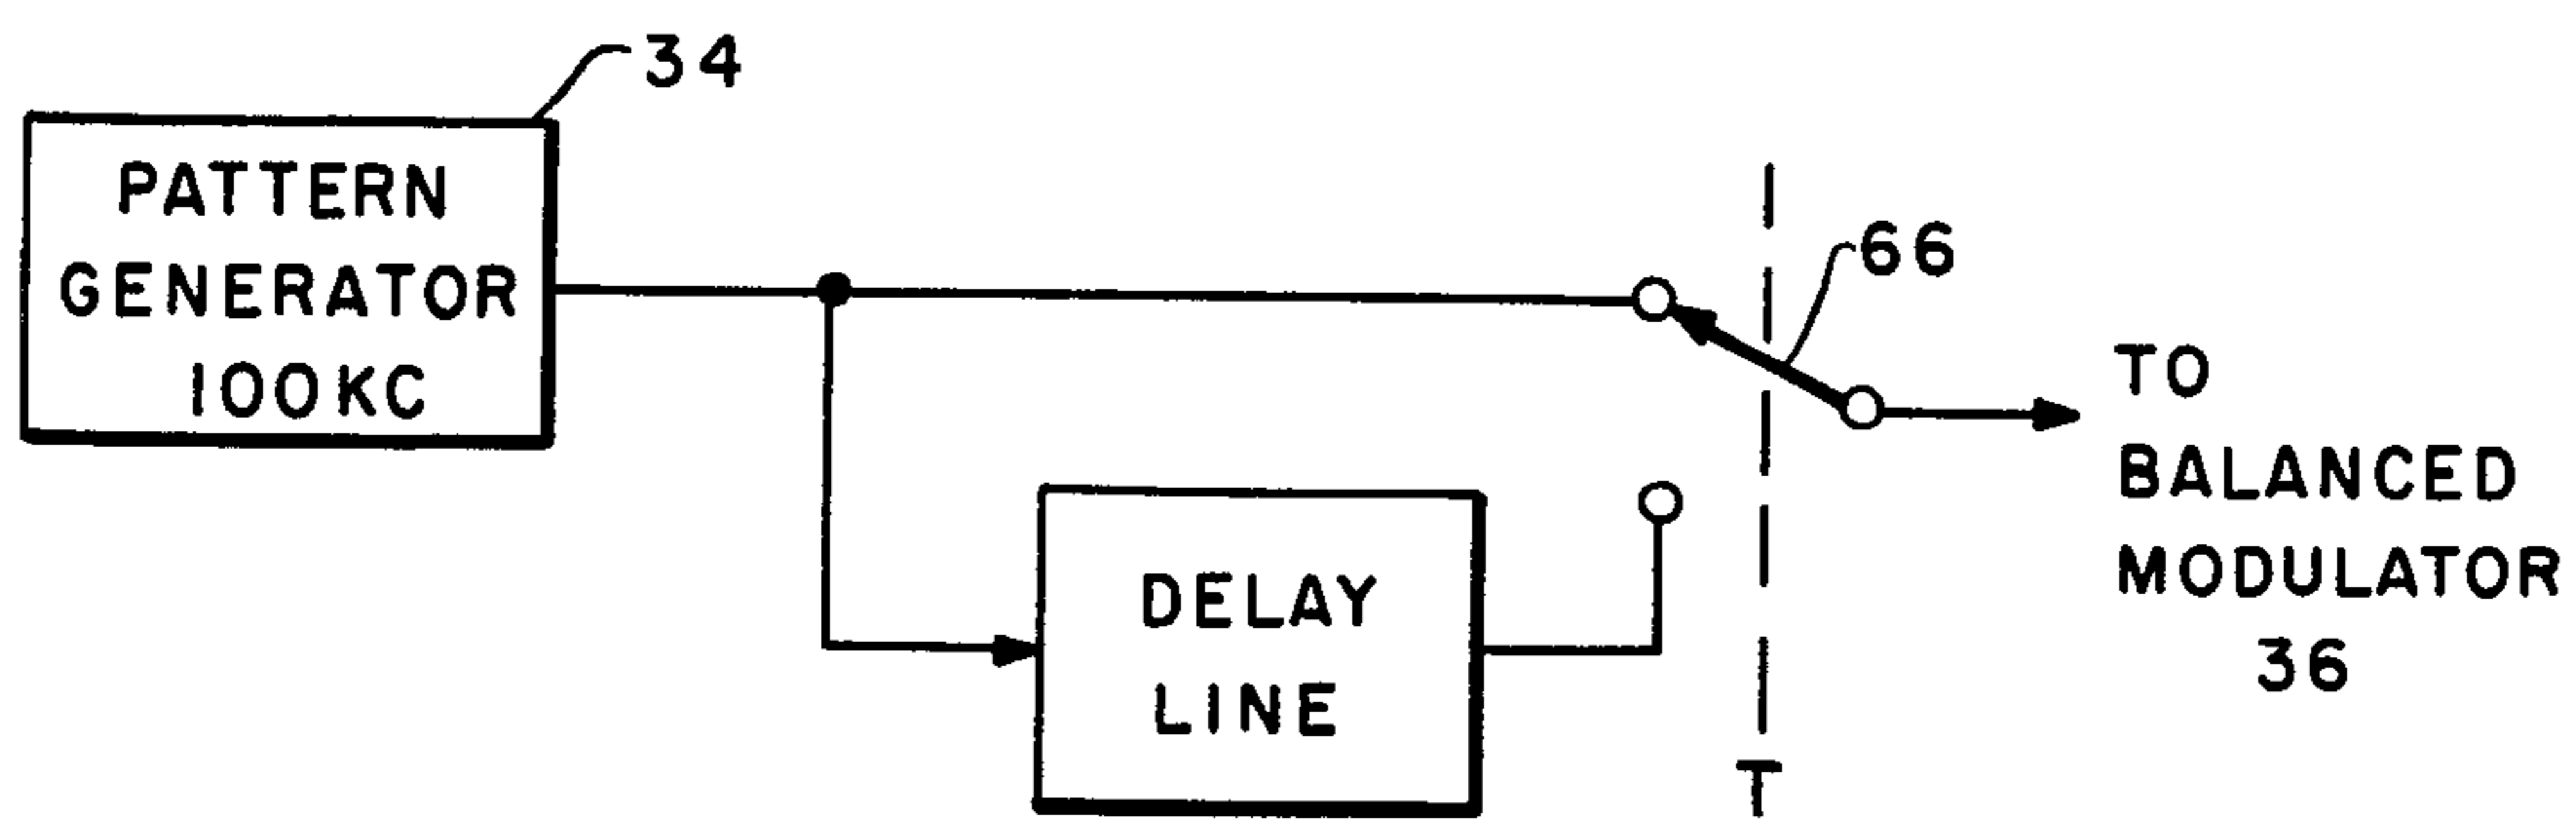 34
PATTERN
GENERATOR
100KC
66
TO
BALANCED
MODULATOR
36
DELAY
LINE
T